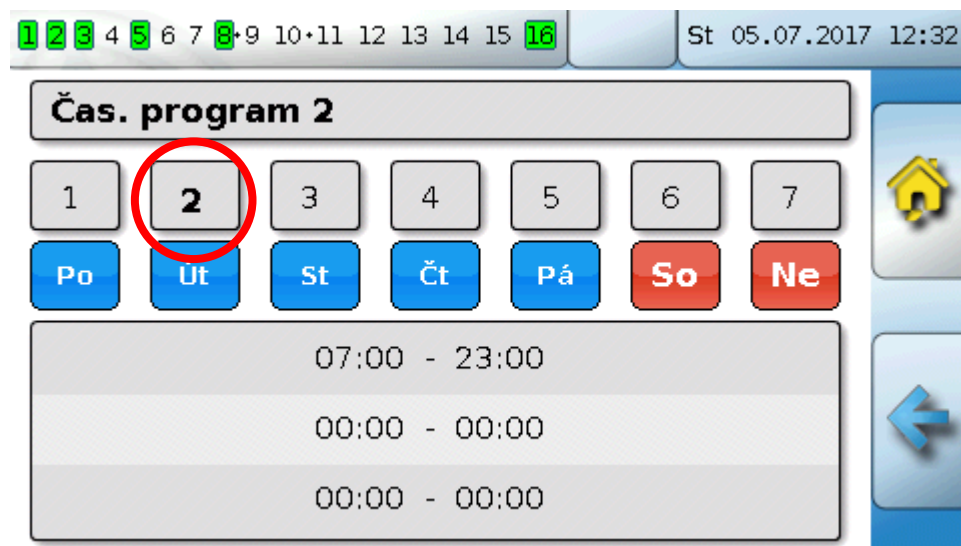 1 2 3 4 5 6 7 8•9 10•11 12 13 14 15 16 St 05.07.2017 12:32
Čas. program 2
1 2 3 4 5 6 7
Po Út St Čt Pá So Ne
07:00 - 23:00
00:00 - 00:00
00:00 - 00:00